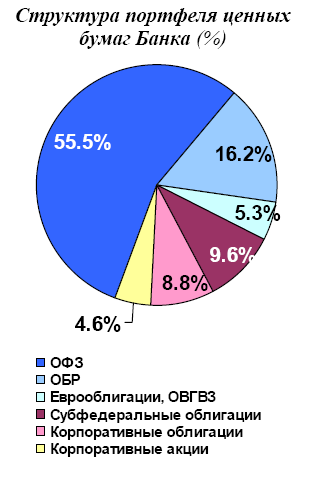 Структура портфеля ценных
бумаг Банка (%)
55.5%
16.2%
5.3%
9.6%
8.8%
4.6%
ОФЗ
ОБР
Еврооблигации, ОВГВЗ
Субфедеральные облигации
Корпоративные облигации
Корпоративные акции